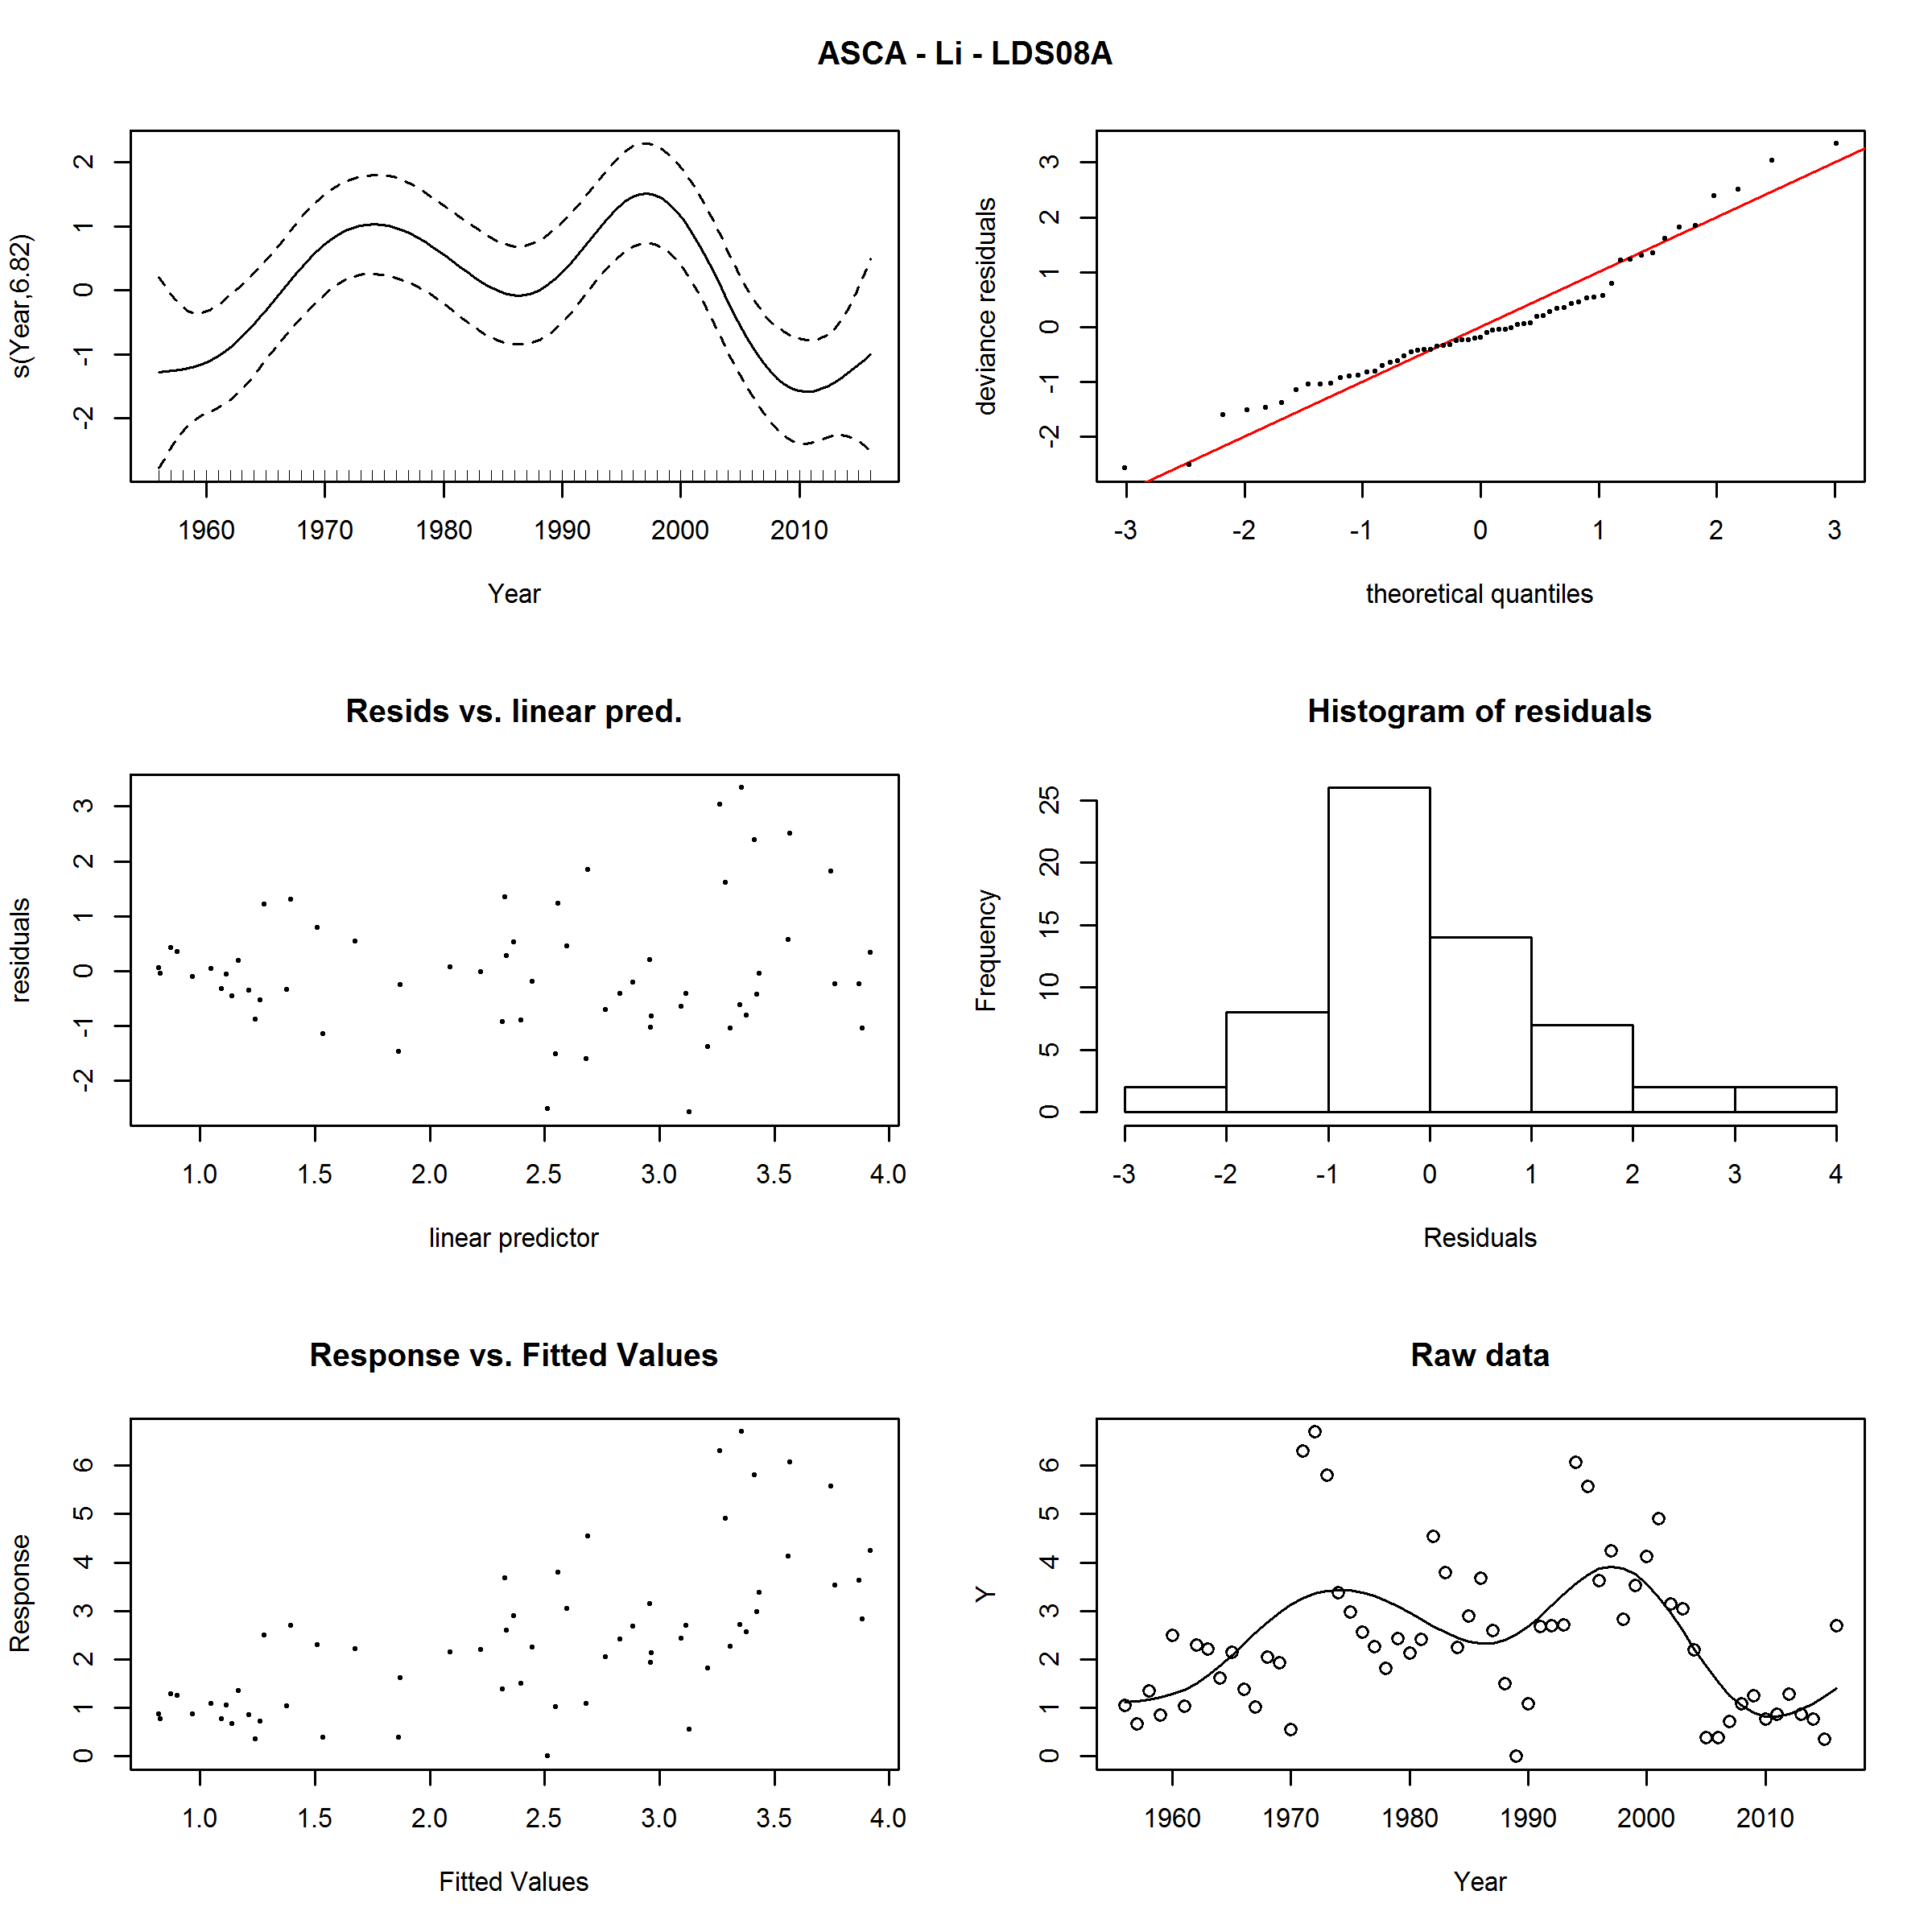 ASCA - Li - LDS08A
s(Year,6.82)
-2 -1 0 1 2
1960 1970 1980 1990 2000 2010
Year
deviance residuals
-2 -1 0 1 2 3
-3 -2 -1 0 1 2 3
theoretical quantiles
Resids vs. linear pred.
residuals
-2 -1 0 1 2 3
1.0 1.5 2.0 2.5 3.0 3.5 4.0
linear predictor
Histogram of residuals
Frequency
0 5 10 15 20 25
-3 -2 -1 0 1 2 3 4
Residuals
Response vs. Fitted Values
Response
0 1 2 3 4 5 6
1.0 1.5 2.0 2.5 3.0 3.5 4.0
Fitted Values
Raw data
Y
0 1 2 3 4 5 6
1960 1970 1980 1990 2000 2010
Year